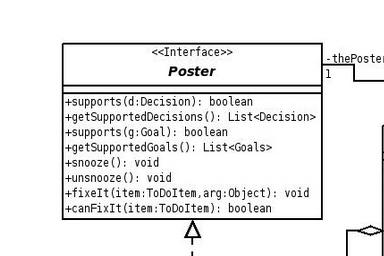 <<Interface>>
Poster
-thePoster
1
+supports(d:Decision): boolean
+getSupportedDecisions(): List<Decision>
+supports(g:Goal): boolean
+getSupportedGoals(): List<Goals>
+snooze(): void
+unsnooze(): void
+fixeIt(item:ToDoItem,arg:Object): void
+canFixIt(item:ToDoItem): boolean